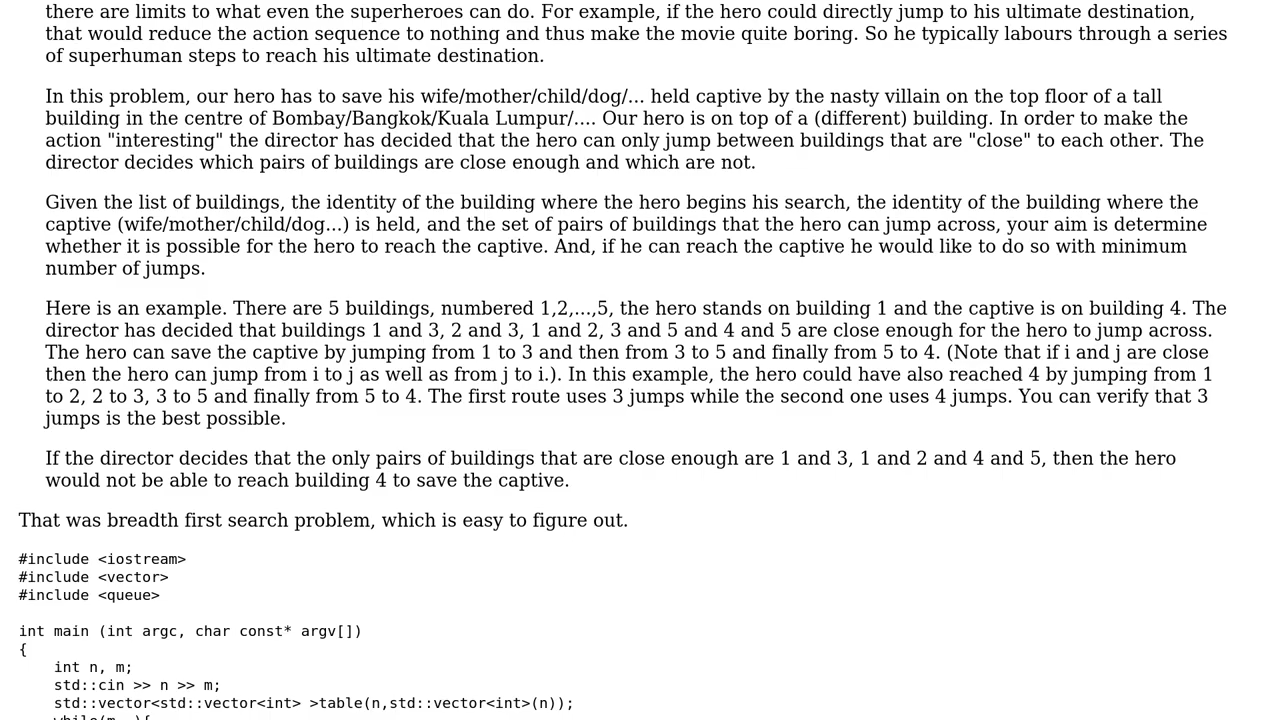 there are limits to what even the superheroes can do. For example, if the hero could directly jump to his ultimate destination,
that would reduce the action sequence to nothing and thus make the movie quite boring. So he typically labours through a series
of superhuman steps to reach his ultimate destination.
In this problem, our hero has to save his wife/mother/child/dog/... held captive by the nasty villain on the top floor of a tall
building in the centre of Bombay/Bangkok/Kuala Lumpur/.... Our hero is on top of a (different) building. In order to make the
action "interesting" the director has decided that the hero can only jump between buildings that are "close" to each other. The
director decides which pairs of buildings are close enough and which are not.
Given the list of buildings, the identity of the building where the hero begins his search, the identity of the building where the
captive (wife/mother/child/dog...) is held, and the set of pairs of buildings that the hero can jump across, your aim is determine
whether it is possible for the hero to reach the captive. And, if he can reach the captive he would like to do so with minimum
number of jumps.
Here is an example. There are 5 buildings, numbered 1,2,...,5, the hero stands on building 1 and the captive is on building 4. The
director has decided that buildings 1 and 3, 2 and 3, 1 and 2, 3 and 5 and 4 and 5 are close enough for the hero to jump across.
The hero can save the captive by jumping from 1 to 3 and then from 3 to 5 and finally from 5 to 4. (Note that if i and j are close
then the hero can jump from i to j as well as from j to i.). In this example, the hero could have also reached 4 by jumping from 1
to 2, 2 to 3, 3 to 5 and finally from 5 to 4. The first route uses 3 jumps while the second one uses 4 jumps. You can verify that 3
jumps is the best possible.
If the director decides that the only pairs of buildings that are close enough are 1 and 3, 1 and 2 and 4 and 5, then the hero
would not be able to reach building 4 to save the captive.
That was breadth first search problem, which is easy to figure out.
#include <iostream>
#include <vector>
#include <queue>
int main (int argc, char const* argv[])
{
    int n, m;
    std::cin >> n >> m;
    std::vector<std::vector<int> >table(n,std::vector<int>(n));